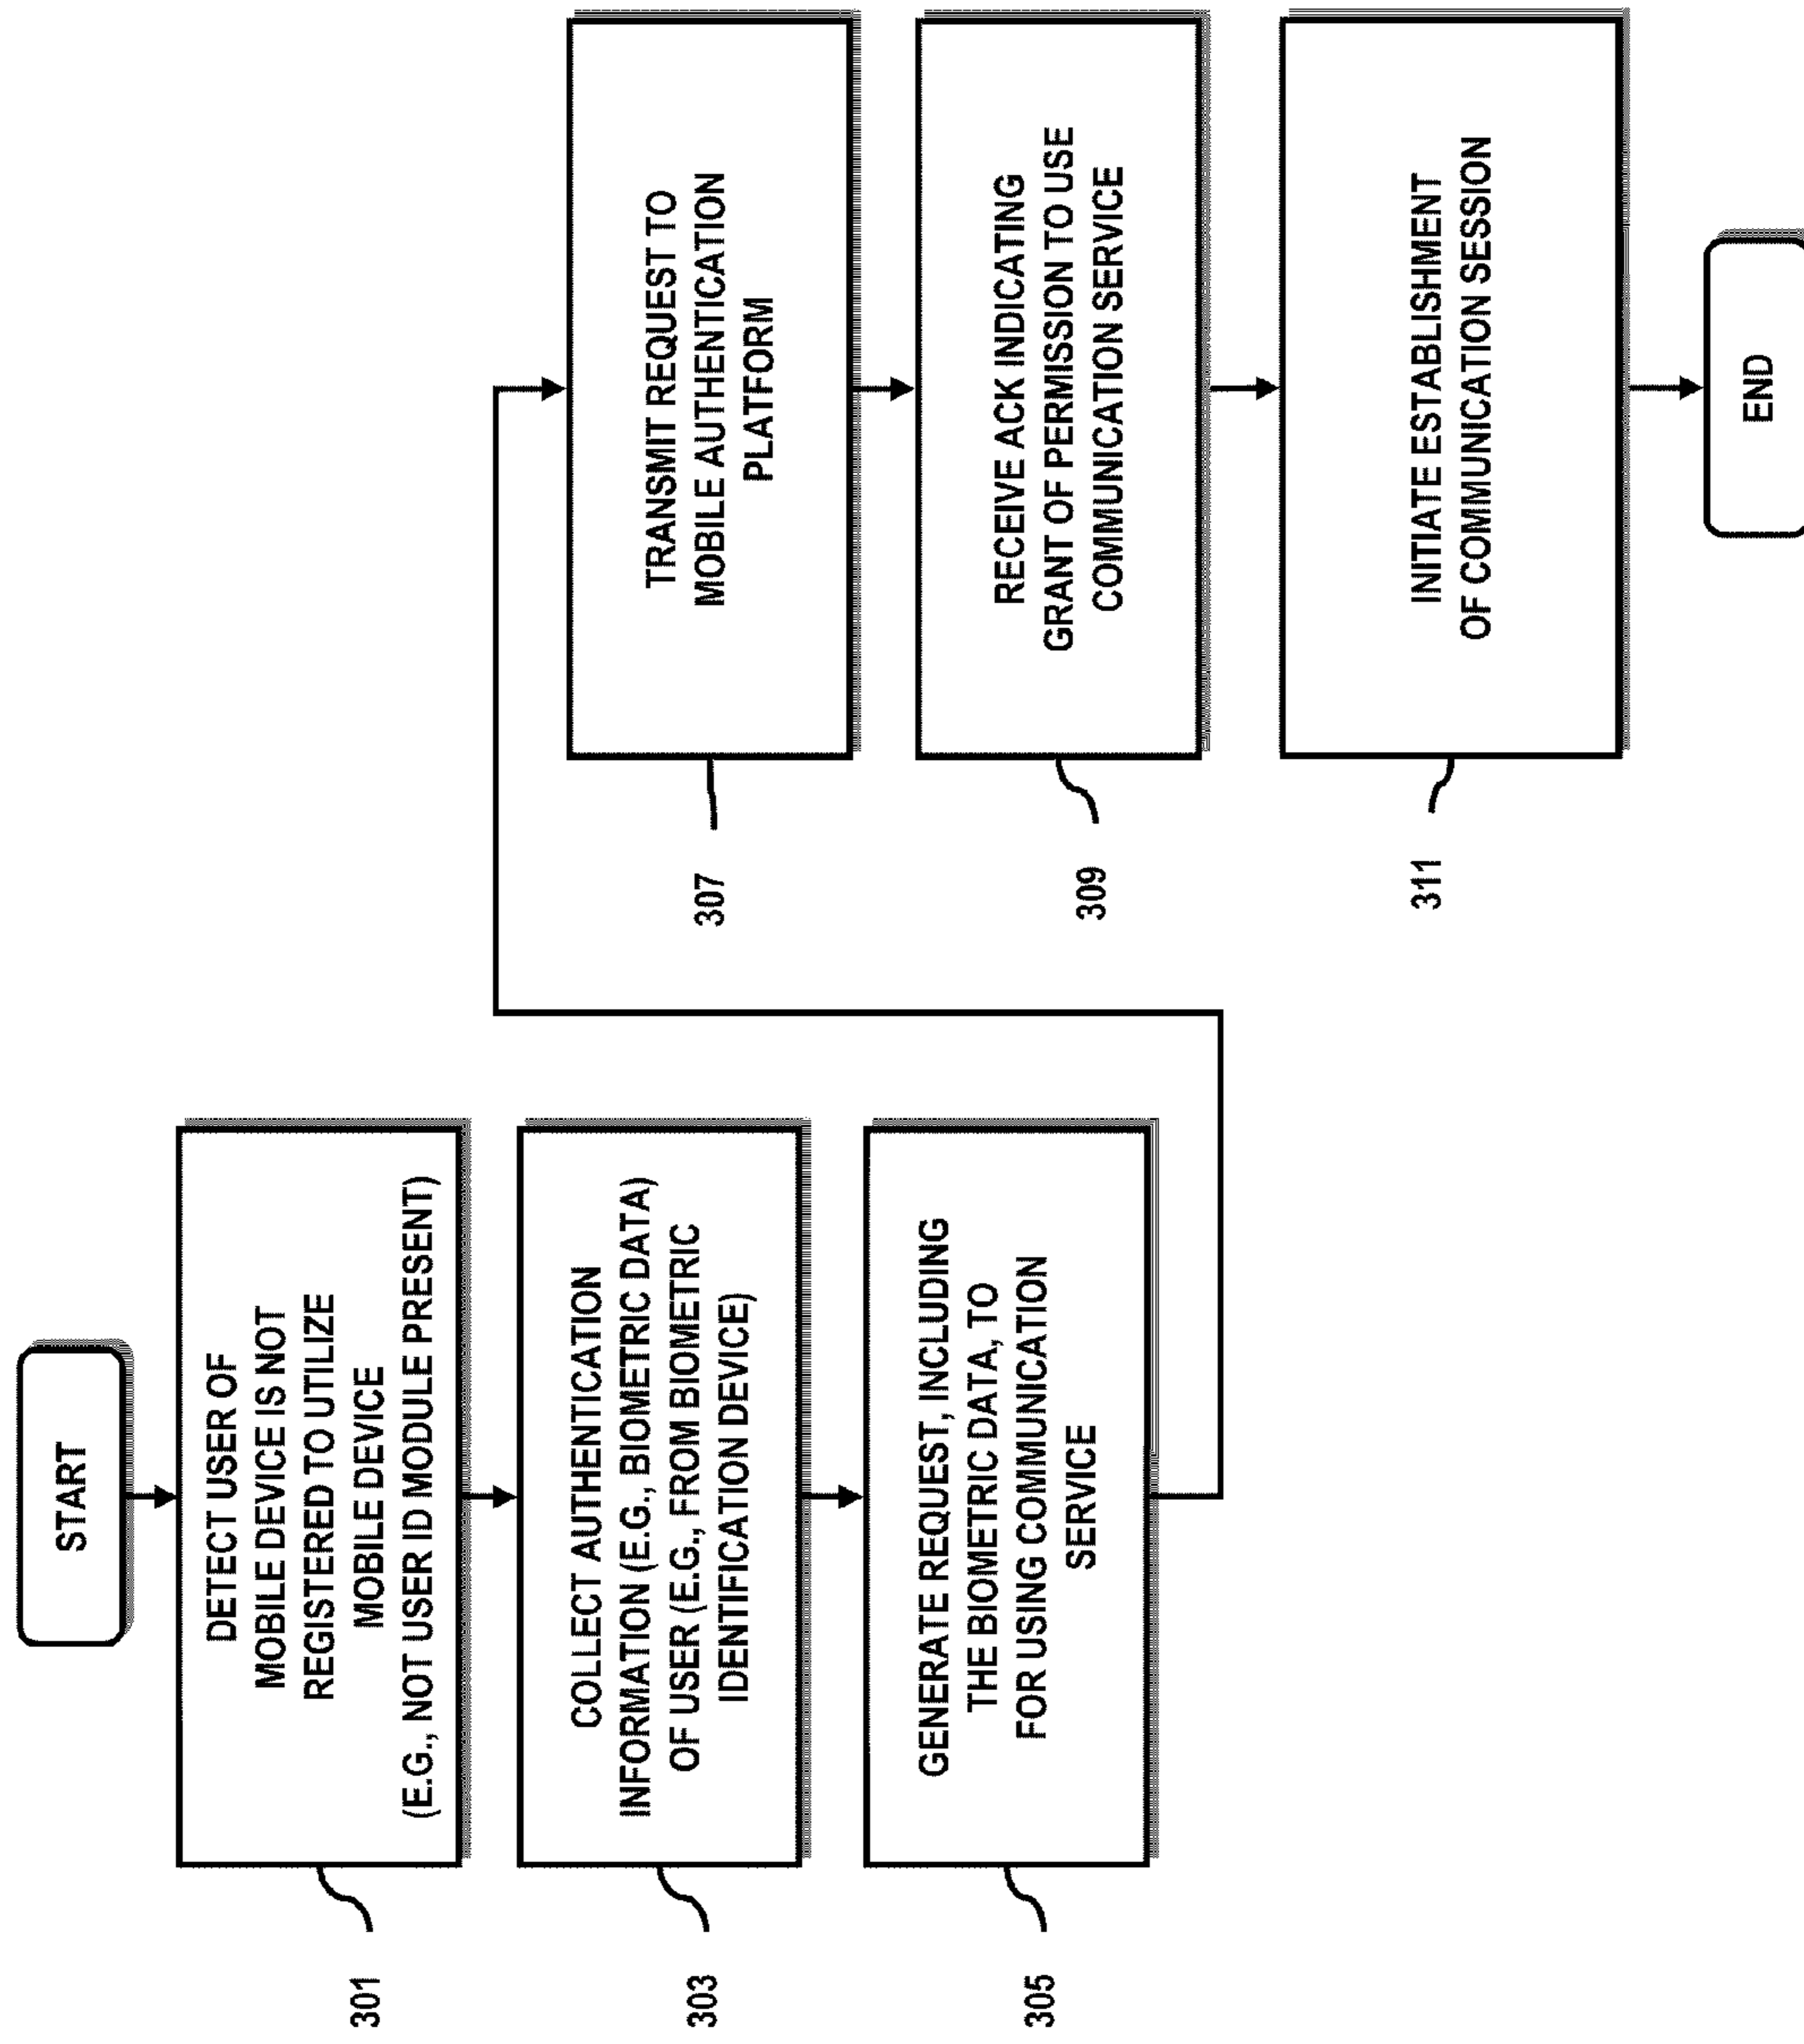 START
DETECT USER OF
MOBILE DEVICE IS NOT
REGISTERED TO UTILIZE
MOBILE DEVICE
(E.G., NOT USER ID MODULE PRESENT)
301
COLLECT AUTHENTICATION
INFORMATION (E.G., BIOMETRIC DATA)
OF USER (E.G., FROM BIOMETRIC
IDENTIFICATION DEVICE)
303
GENERATE REQUEST, INCLUDING
THE BIOMETRIC DATA, TO
FOR USING COMMUNICATION
SERVICE
305
TRANSMIT REQUEST TO
MOBILE AUTHENTICATION
PLATFORM
307
RECEIVE ACK INDICATING
GRANT OF PERMISSION TO USE
COMMUNICATION SERVICE
309
INITIATE ESTABLISHMENT
OF COMMUNICATION SESSION
311
END